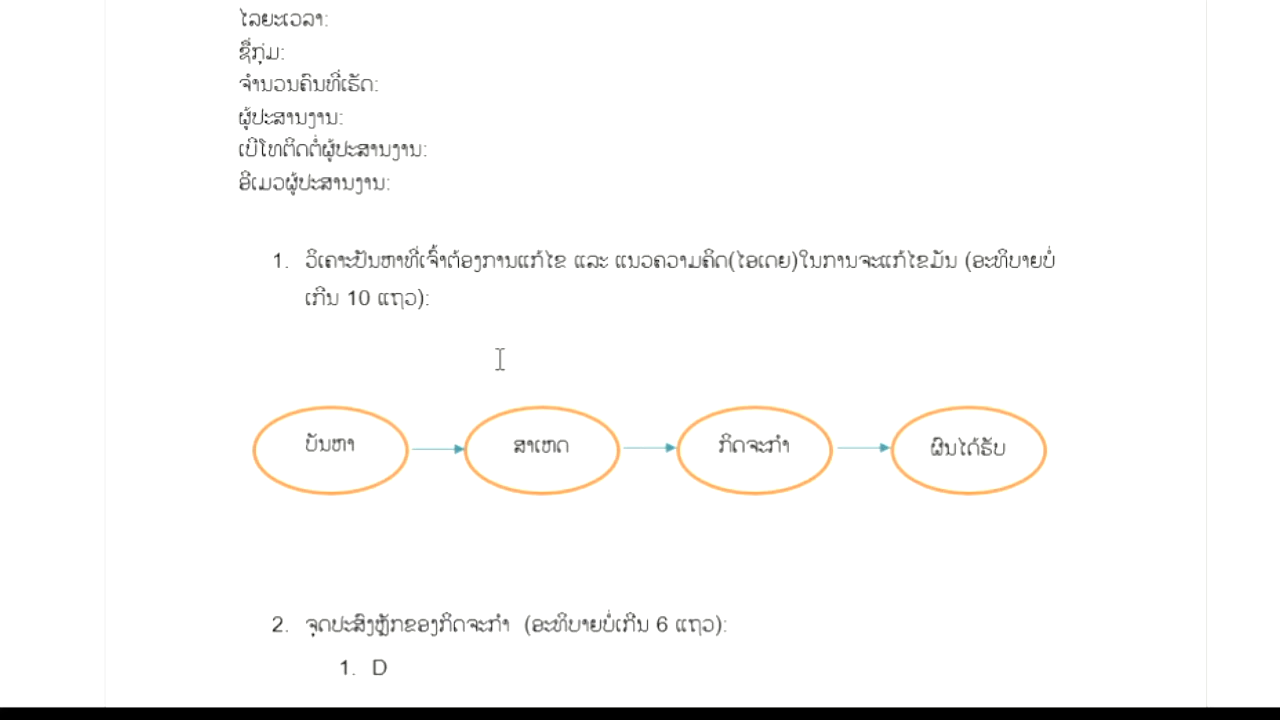 ໄລຍະເວລາ:
ຊື່ກຸ່ມ:
ຈຳນວນຄົນທີ່ເຮັດ:
ຜູ້ປະສານງານ:
ເບີໂທຕິດຕໍ່ຜູ້ປະສານງານ:
ອີເມວຜູ້ປະສານງານ:
1. ວິເຄາະປັນຫາທີ່ເຈົ້າຕ້ອງການແກ້ໄຂ ແລະ ແນວຄວາມຄິດ(ໄອເດຍ)ໃນການຈະແກ້ໄຂມັນ (ອະທິບາຍບໍ່
ເກີນ 10 ແຖວ):
ບັນຫາ ສາເຫດ ກິດຈະກຳ ຜົນໄດ້ຮັບ
2. ຈຸດປະສົງຫຼັກຂອງກິດຈະກຳ (ອະທິບາຍບໍ່ເກີນ 6 ແຖວ):
1. D